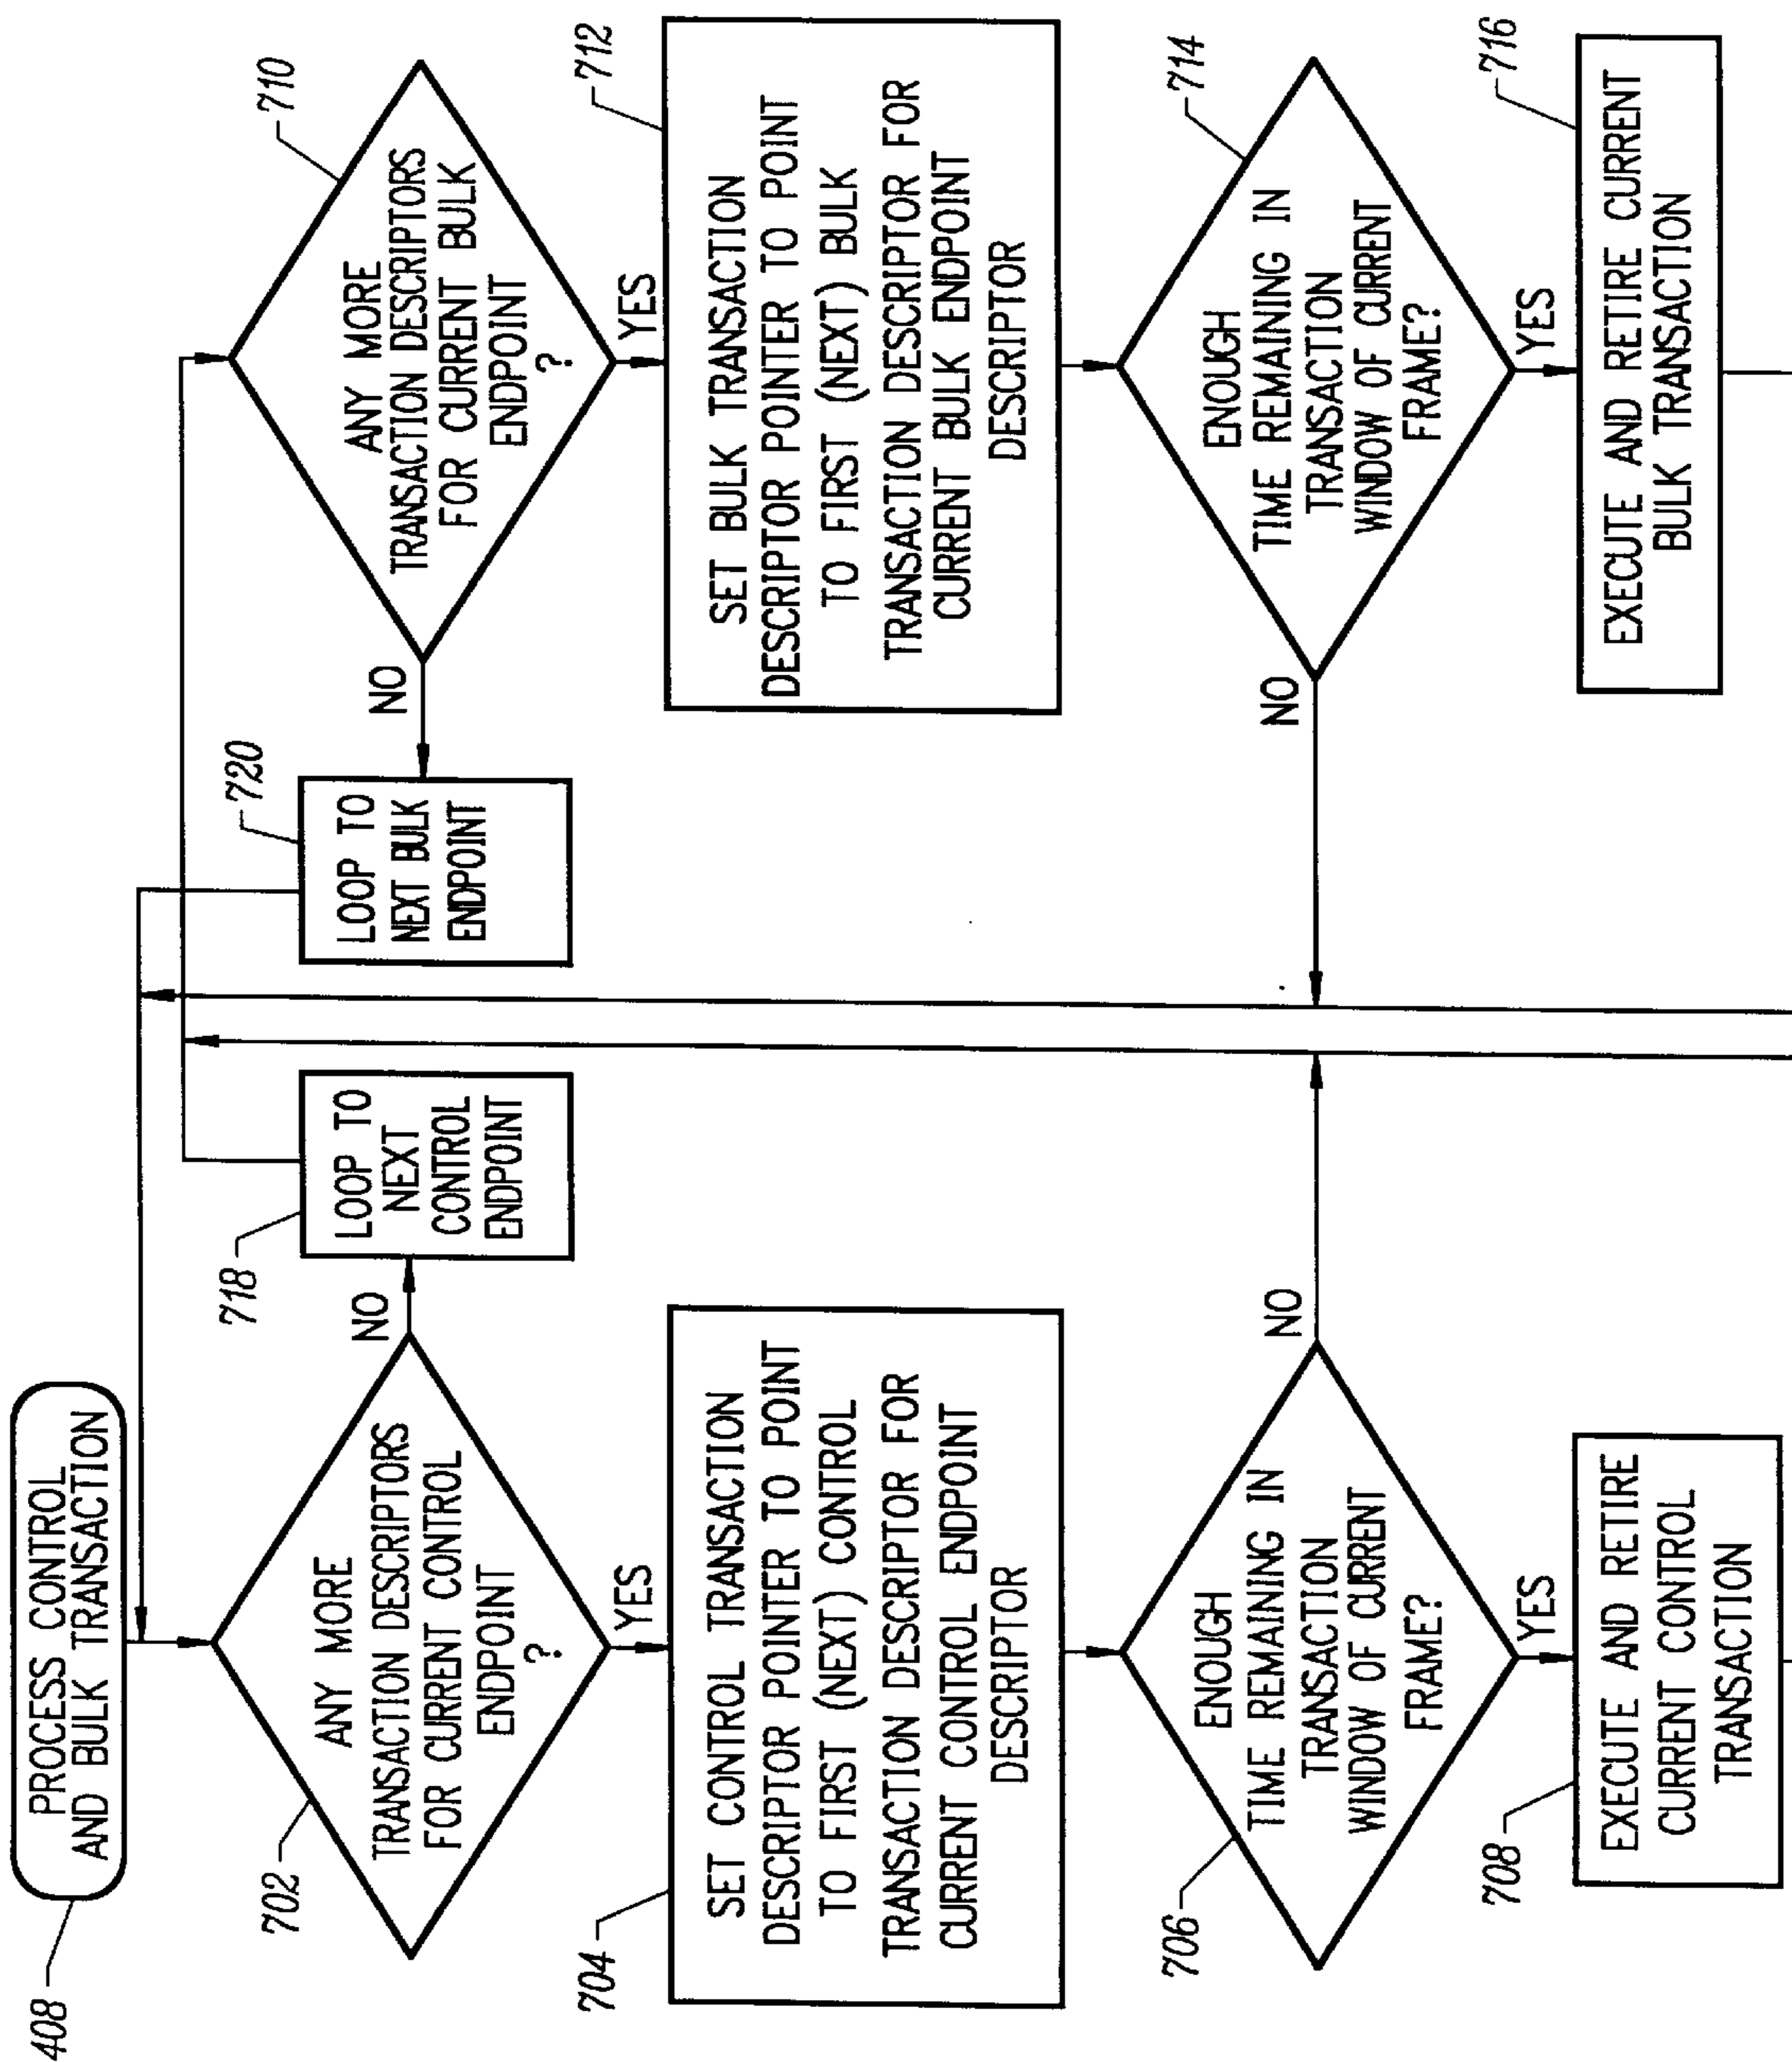 408
PROCESS CONTROL
AND BULK TRANSACTION
702
ANY MORE
TRANSACTION DESCRIPTORS
FOR CURRENT CONTROL
ENDPOINT
?
NO
YES
718
LOOP TO
NEXT
CONTROL
ENDPOINT
704
SET CONTROL TRANSACTION
DESCRIPTOR POINTER TO POINT
TO FIRST (NEXT) CONTROL
TRANSACTION DESCRIPTOR FOR
CURRENT CONTROL ENDPOINT
DESCRIPTOR
706
ENOUGH
TIME REMAINING IN
TRANSACTION
WINDOW OF CURRENT
FRAME?
NO
YES
708
EXECUTE AND RETIRE
CURRENT CONTROL
TRANSACTION
710
ANY MORE
TRANSACTION DESCRIPTORS
FOR CURRENT BULK
ENDPOINT
?
NO
YES
720
LOOP TO
NEXT BULK
ENDPOINT
712
SET BULK TRANSACTION
DESCRIPTOR POINTER TO POINT
TO FIRST (NEXT) BULK
TRANSACTION DESCRIPTOR FOR
CURRENT BULK ENDPOINT
DESCRIPTOR
714
ENOUGH
TIME REMAINING IN
TRANSACTION
WINDOW OF CURRENT
FRAME?
NO
YES
716
EXECUTE AND RETIRE CURRENT
BULK TRANSACTION